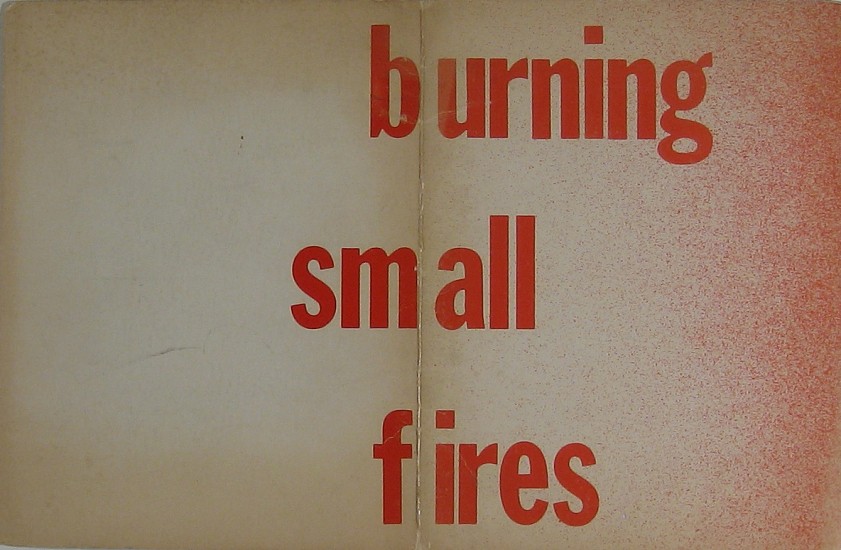 burning
small
fires